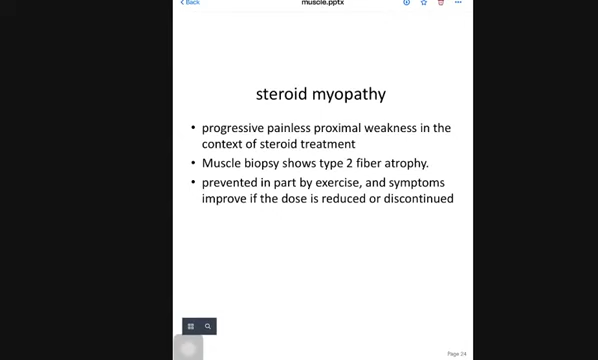 Back
muscle.pptx
steroid myopathy
• progressive painless proximal weakness in the
context of steroid treatment
• Muscle biopsy shows type 2 fiber atrophy.
• prevented in part by exercise, and symptoms
improve if the dose is reduced or discontinued
Page 24